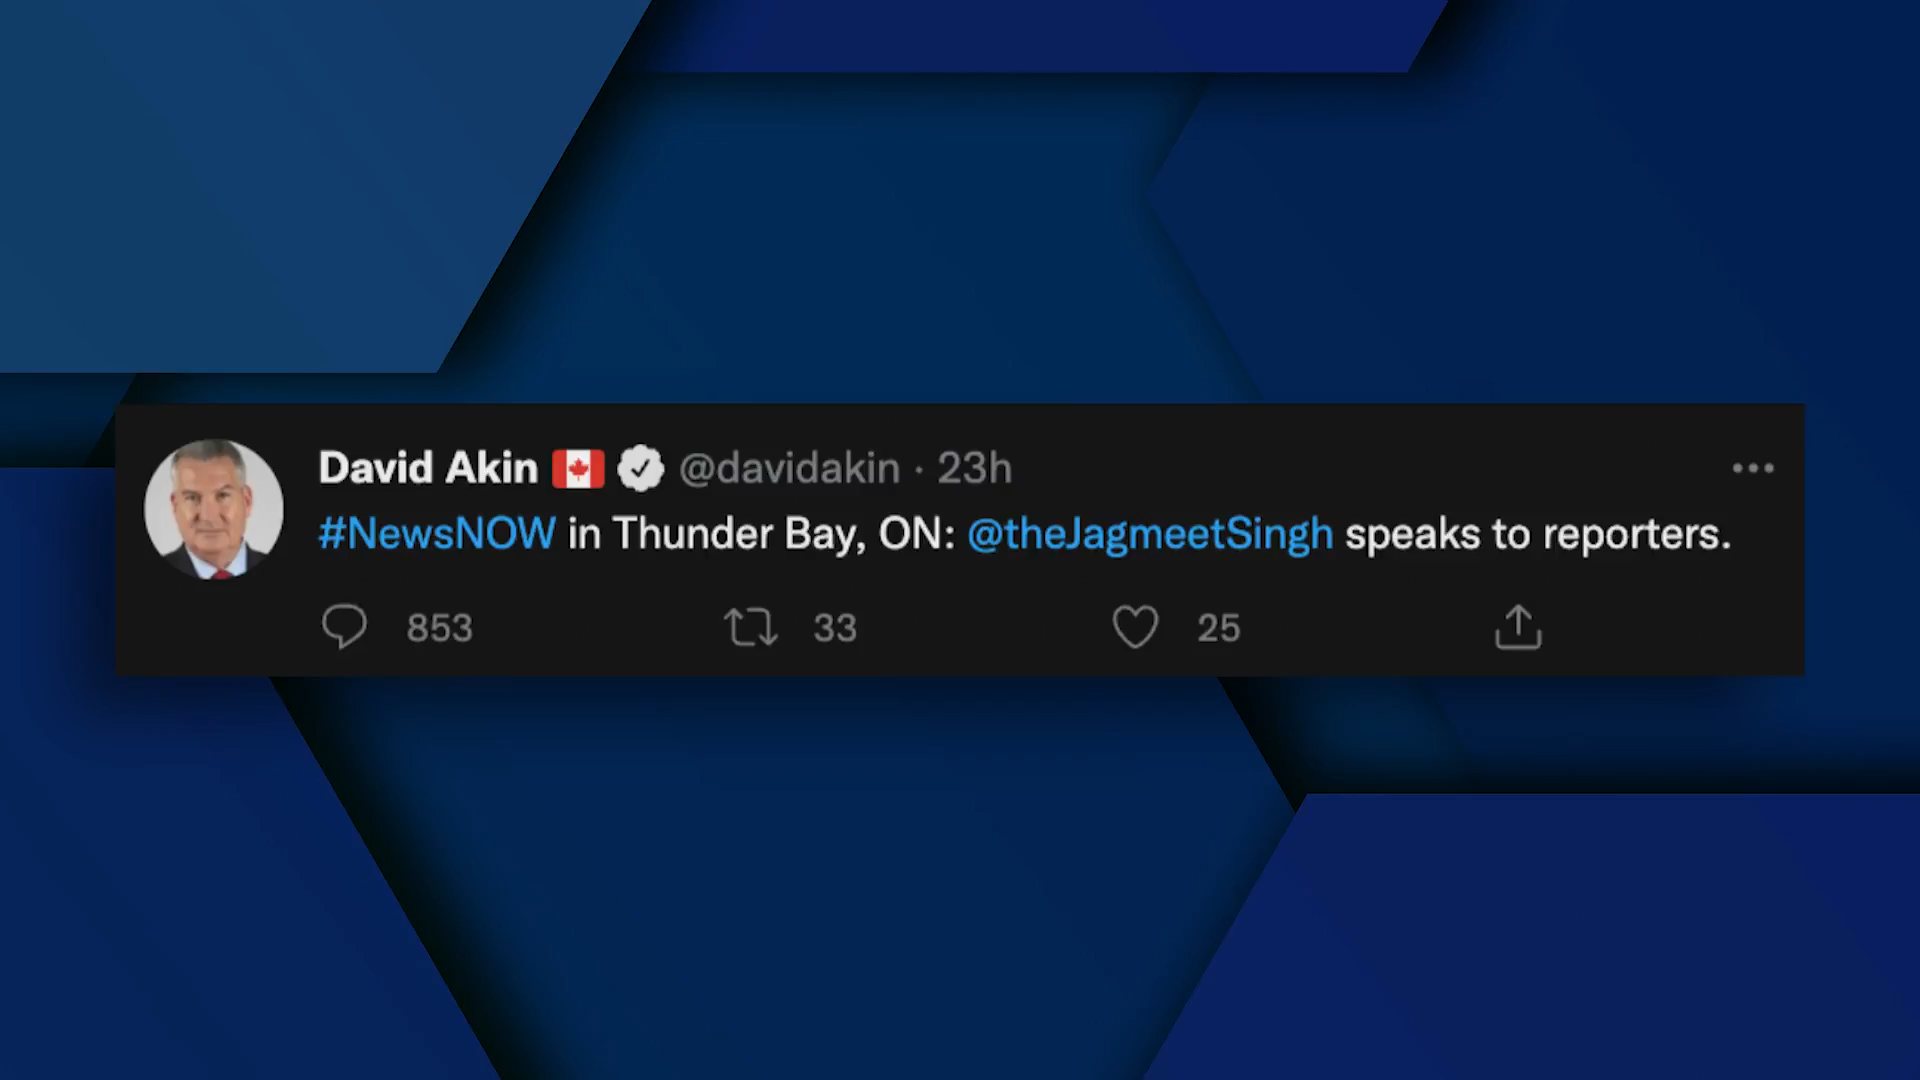 David Akin 🇨🇦 @davidakin · 23h
#NewsNOW in Thunder Bay, ON: @theJagmeetSingh speaks to reporters.
853 33 25